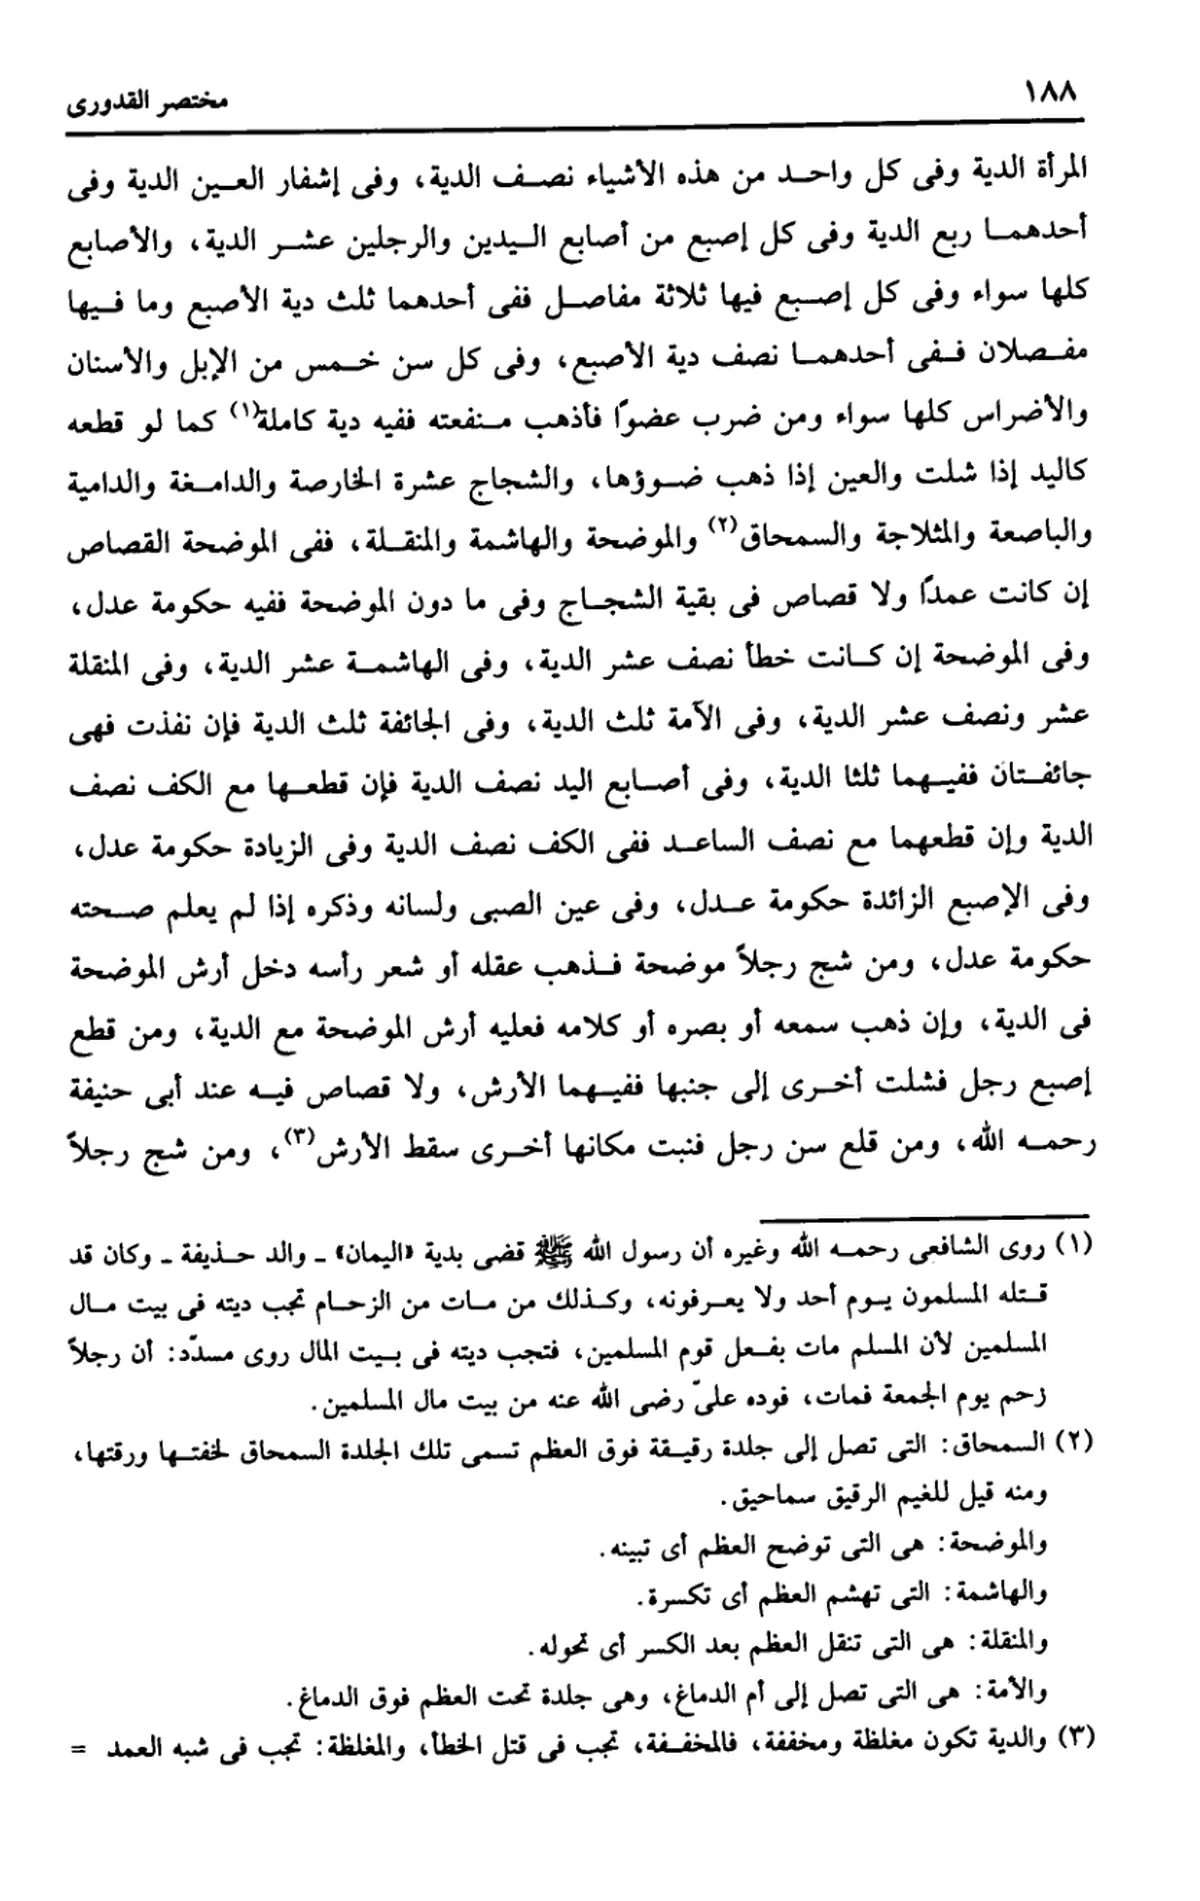 ١٨٨
مختصر القدورى
المرأة الدية وفى كل واحد من هذه الأشياء نصف الدية، وفى إشفار العين الدية وفى
أحدهما ربع الدية وفى كل إصبع من أصابع اليدين والرجلين عشر الدية، والأصابع
كلها سواء وفى كل إصبع فيها ثلاثة مفاصل ففى أحدهما ثلث دية الأصبع وما فيها
مفصلان ففى أحدهما نصف دية الأصبع، وفى كل سن خمس من الإبل والأسنان
والأضراس كلها سواء ومن ضرب عضوًا فأذهب منفعته ففيه دية كاملة(١) كما لو قطعه
كاليد إذا شلت والعين إذا ذهب ضوؤها، والشجاج عشرة الخارصة والدامغة والدامية
والباصعة والمثلاجة والسمحاق(٢) والموضحة والهاشمة والمنقلة، ففى الموضحة القصاص
إن كانت عمدًا ولا قصاص فى بقية الشجاج وفى ما دون الموضحة ففيه حكومة عدل،
وفى الموضحة إن كانت خطأ نصف عشر الدية، وفى الهاشمة عشر الدية، وفى المنقلة
عشر ونصف عشر الدية، وفى الآمة ثلث الدية، وفى الجائفة ثلث الدية فإن نفذت فهى
جائفتان ففيهما ثلثا الدية، وفى أصابع اليد نصف الدية فإن قطعها مع الكف نصف
الدية وإن قطعهما مع نصف الساعد ففى الكف نصف الدية وفى الزيادة حكومة عدل،
وفى الإصبع الزائدة حكومة عدل، وفى عين الصبى ولسانه وذكره إذا لم يعلم صحته
حكومة عدل، ومن شج رجلاً موضحة فذهب عقله أو شعر رأسه دخل أرش الموضحة
فى الدية، وإن ذهب سمعه أو بصره أو كلامه فعليه أرش الموضحة مع الدية، ومن قطع
إصبع رجل فشلت أخرى إلى جنبها ففيهما الأرش، ولا قصاص فيه عند أبى حنيفة
رحمه الله، ومن قلع سن رجل فنبت مكانها أخرى سقط الأرش(٣)، ومن شج رجلاً
(١) روى الشافعى رحمه الله وغيره أن رسول الله ﷺ قضى بدية «اليمان» ـ والد حذيفة ـ وكان قد
قتله المسلمون يوم أحد ولا يعرفونه، وكذلك من مات من الزحام تجب ديته فى بيت مال
المسلمين لأن المسلم مات بفعل قوم المسلمين، فتجب ديته فى بيت المال روى مسدّد: أن رجلاً
زحم يوم الجمعة فمات، فوده علىّ رضى الله عنه من بيت مال المسلمين.
(٢) السمحاق: التى تصل إلى جلدة رقيقة فوق العظم تسمى تلك الجلدة السمحاق لخفتها ورقتها،
ومنه قيل للغيم الرقيق سماحيق.
والموضحة: هى التى توضح العظم أى تبينه.
والهاشمة: التى تهشم العظم أى تكسرة.
والمنقلة: هى التى تنقل العظم بعد الكسر أى تحوله.
والأمة: هى التى تصل إلى أم الدماغ، وهى جلدة تحت العظم فوق الدماغ.
(٣) والدية تكون مغلظة ومخففة، فالمخففة، تجب فى قتل الخطأ، والمغلظة: تجب فى شبه العمد =